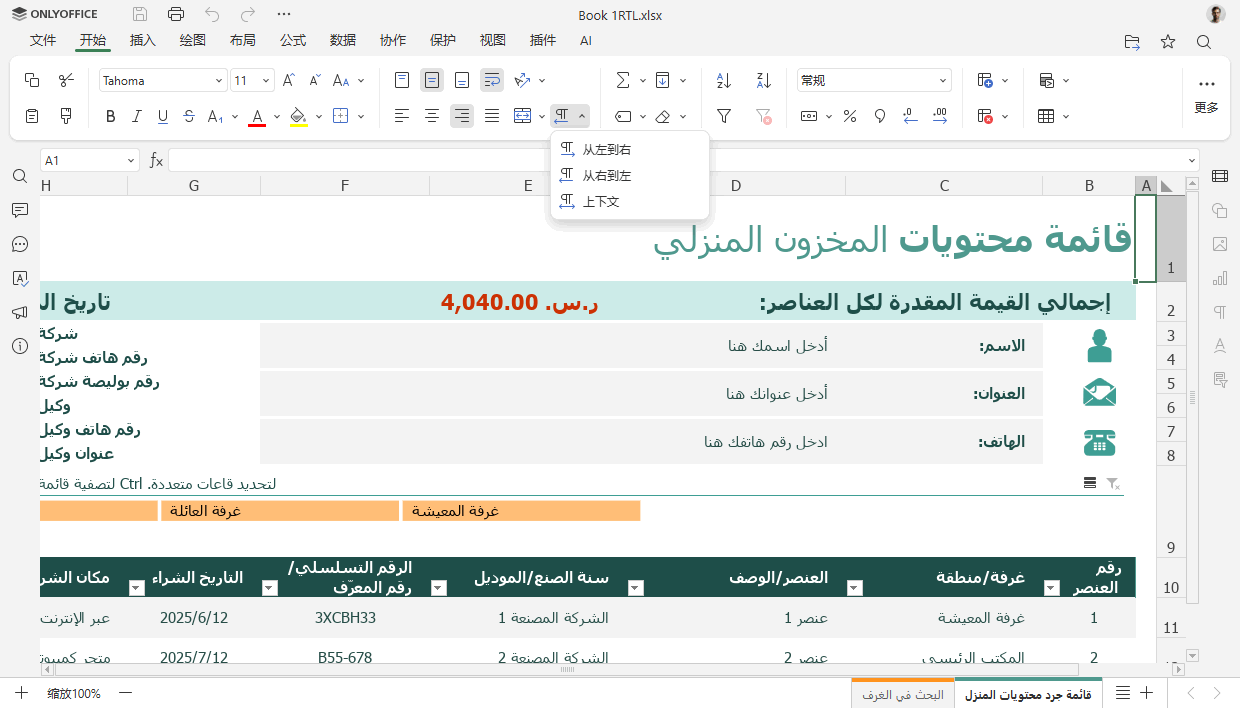 ONLYOFFICE
Book 1RTL.xlsx
文件 开始 插入 绘图 布局 公式 数据 协作 保护 视图 插件 AI
Tahoma 11 常规
更多
A1
从左到右
从右到左
上下文
H G F E D C B A
قائمة محتويات المخزون المنزلي
1
إجمالي القيمة المقدرة لكل العناصر: ر.س. 4,040.00
2
شركة
3
الاسم: أدخل اسمك هنا
رقم هاتف شركة
4
رقم بوليصة شركة
5
العنوان: أدخل عنوانك هنا
وكيل
6
رقم هاتف وكيل
7
الهاتف: ادخل رقم هاتفك هنا
عنوان وكيل
8
لتحديد قاعات متعددة. Ctrl لتصفية قائمة
غرفة المعيشة غرفة العائلة
9
رقم العنصر غرفة/منطقة العنصر/الوصف سنة الصنع/الموديل الرقم التسلسلي/ رقم المعرّف التاريخ الشراء
10
1 غرفة المعيشة عنصر 1 الشركة المصنعة 1 3XCBH33 2025/6/12 عبر الإنترنت
11
2 المكتب الرئيسي عنصر 2 الشركة المصنعة 2 B55-678 2025/7/12
缩放100%
قائمة جرد محتويات المنزل البحث في الغرف